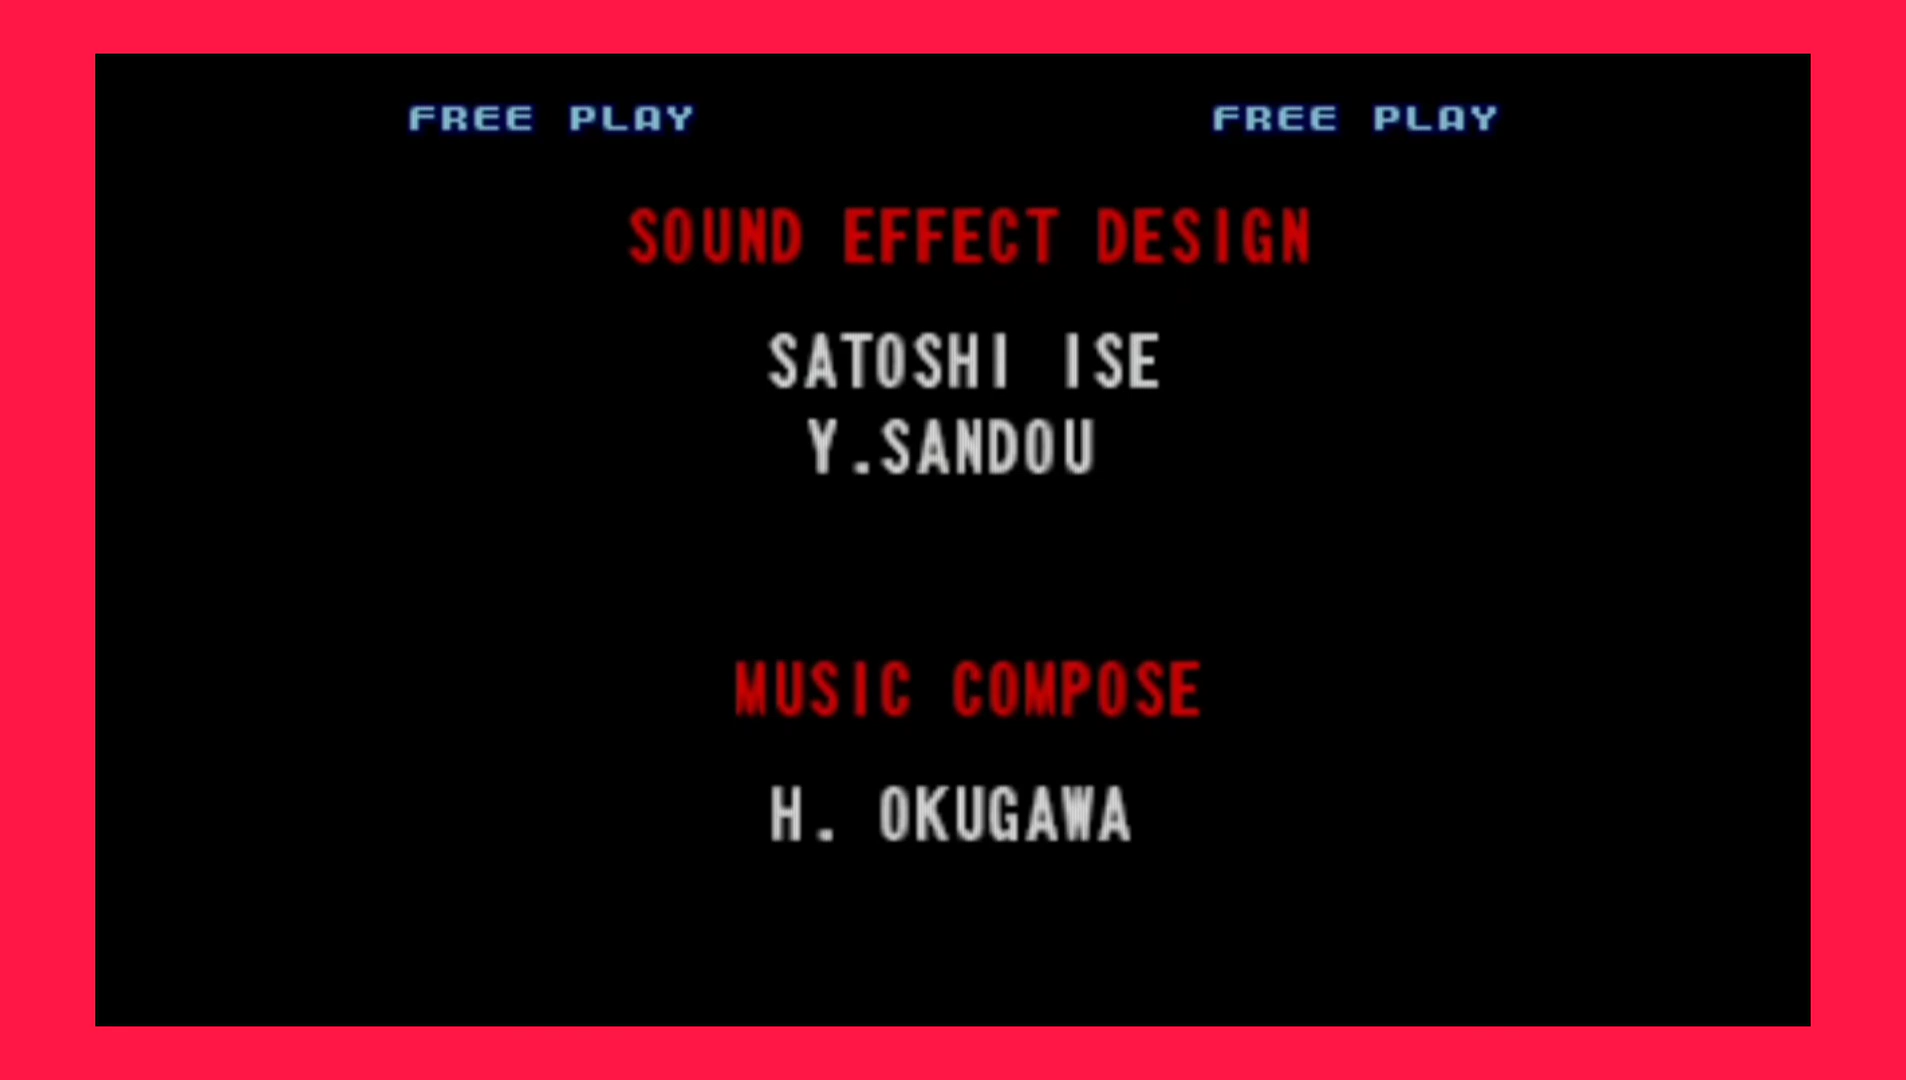 FREE PLAY FREE PLAY
SOUND EFFECT DESIGN
SATOSHI ISE
Y.SANDOU
MUSIC COMPOSE
H. OKUGAWA